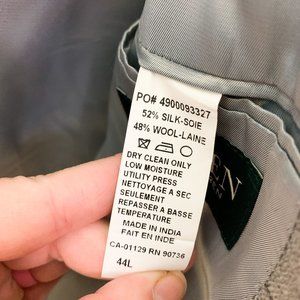 PO# 4900093327
52% SILK-SOIE
48% WOOL-LAINE
DRY CLEAN ONLY
LOW MOISTURE
UTILITY PRESS
NETTOYAGE A SEC
SEULEMENT
REPASSER A BASSE
TEMPERATURE
MADE IN INDIA
FAIT EN INDE
CA-01129 RN 90736
44L